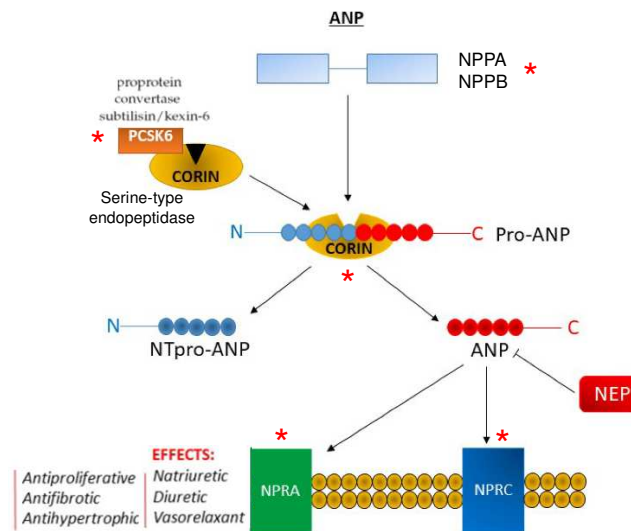 ANP
NPPA
NPPB
*
proprotein
convertase
subtilisin/kexin-6
*
PCSK6
CORIN
Serine-type
endopeptidase
N
C
Pro-ANP
CORIN
*
N
NTpro-ANP
C
ANP
NEP
*
*
EFFECTS:
Antiproliferative
Antifibrotic
Antihypertrophic
Natriuretic
Diuretic
Vasorelaxant
NPRA
NPRC